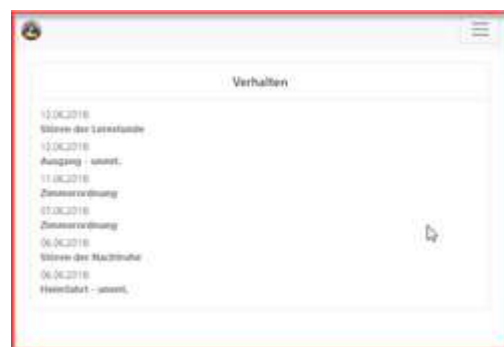 Verhalten
12.06.2018
Stören der Lernstunde
12.06.2018
Ausgang - unent.
11.06.2018
Zimmerordnung
07.06.2018
Zimmerordnung
06.06.2018
Stören der Nachtruhe
06.06.2018
Heimfahrt - unent.